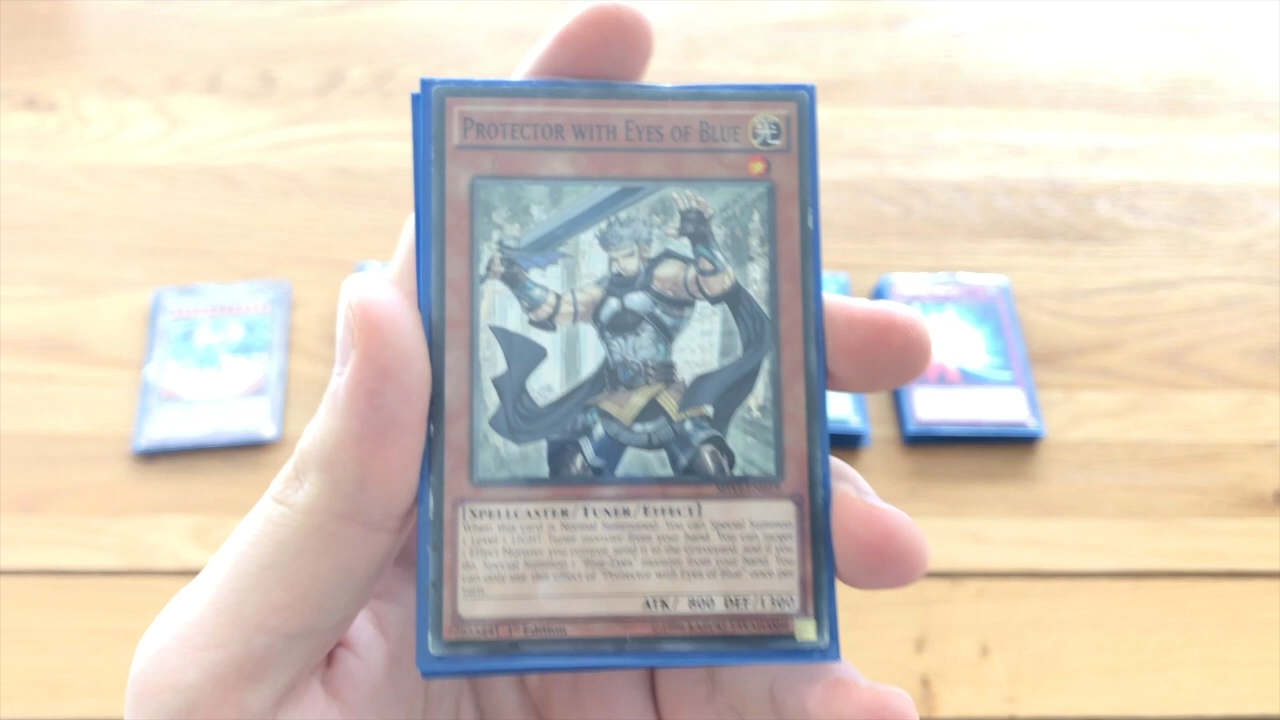 PROTECTOR WITH EYES OF BLUE 光
[SPELLCASTER/TUNER/EFFECT]
When this card is Normal Summoned: You can Special Summon
1 Level 1 LIGHT Tuner monster from your hand. You can target
1 Effect Monster you control; send it to the Graveyard, and if you
do, Special Summon 1 "Blue-Eyes" monster from your hand. You
can only use this effect of "Protector with Eyes of Blue" once per
turn.
ATK/ 800 DEF/1300
1st Edition